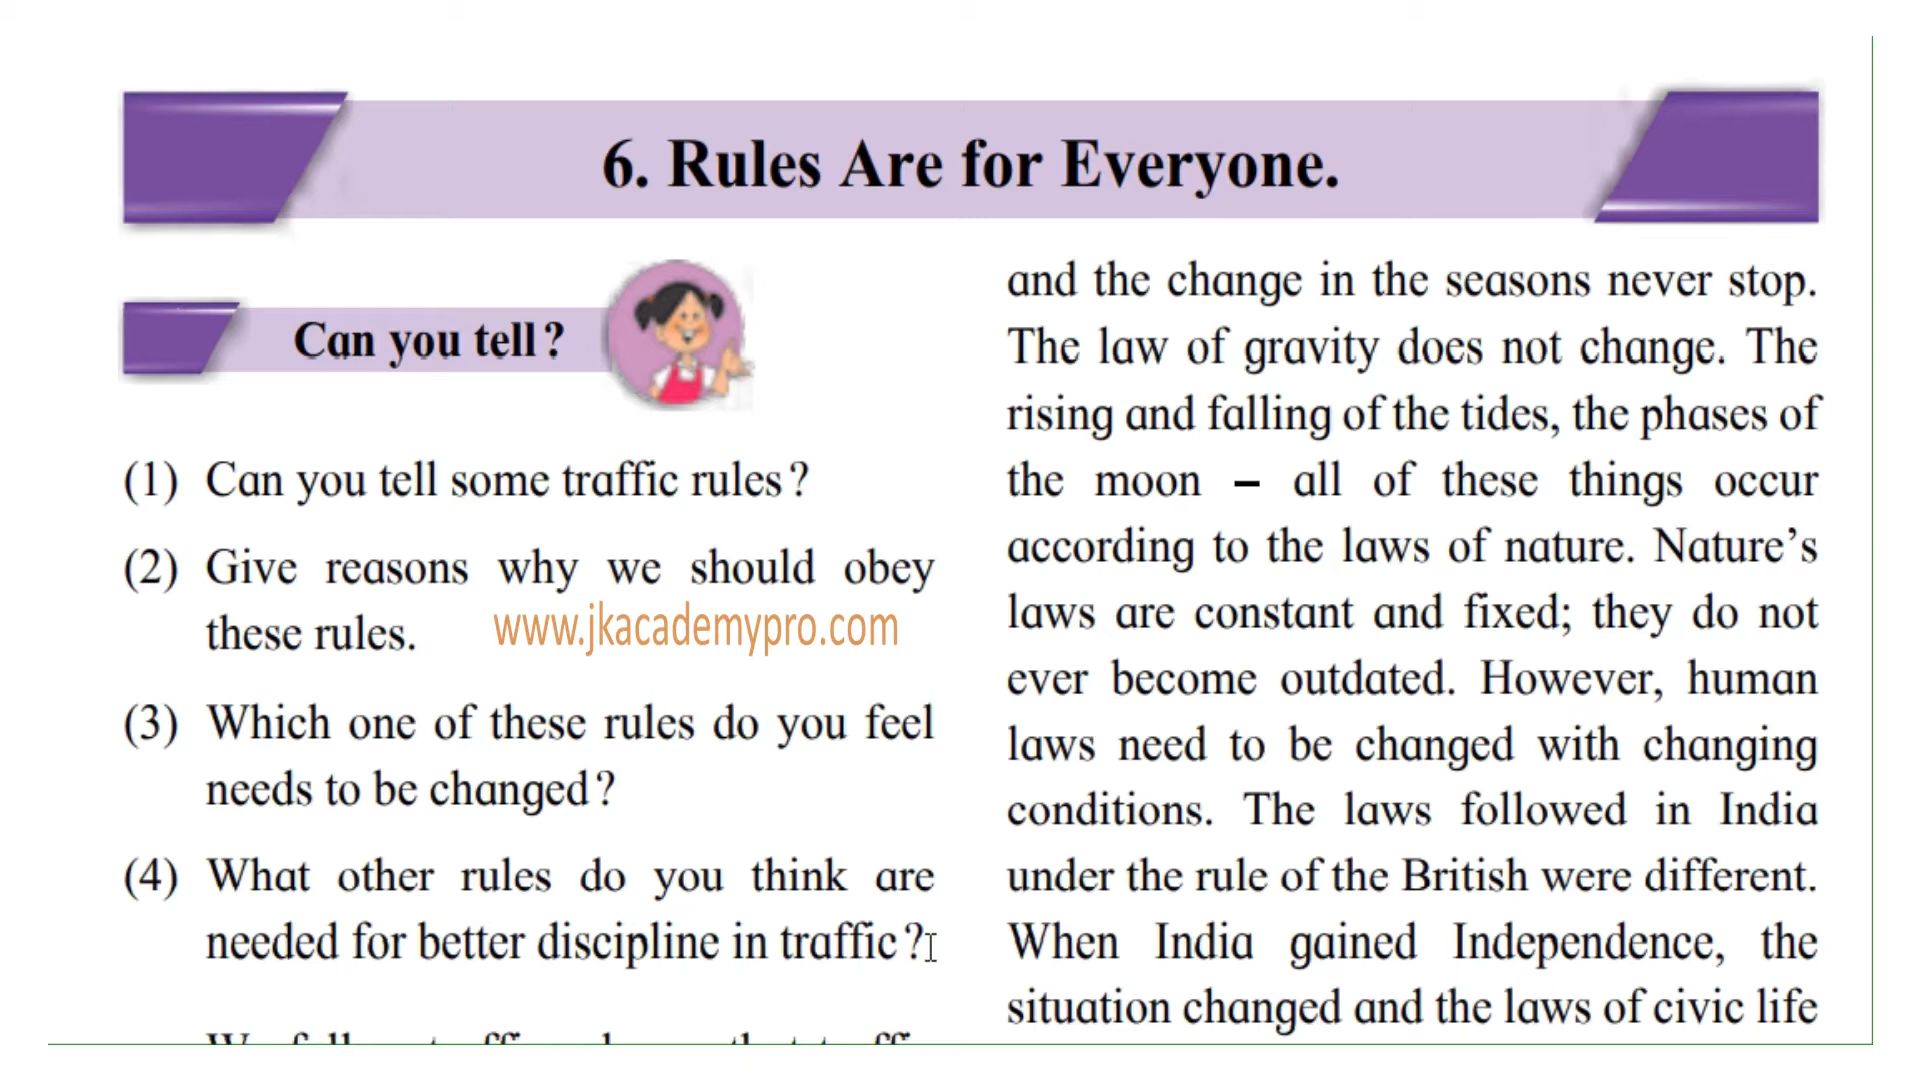 6. Rules Are for Everyone.
Can you tell?
(1) Can you tell some traffic rules?
(2) Give reasons why we should obey
these rules.
www.jkacademypro.com
(3) Which one of these rules do you feel
needs to be changed?
(4) What other rules do you think are
needed for better discipline in traffic?
and the change in the seasons never stop.
The law of gravity does not change. The
rising and falling of the tides, the phases of
the moon – all of these things occur
according to the laws of nature. Nature’s
laws are constant and fixed; they do not
ever become outdated. However, human
laws need to be changed with changing
conditions. The laws followed in India
under the rule of the British were different.
When India gained Independence, the
situation changed and the laws of civic life